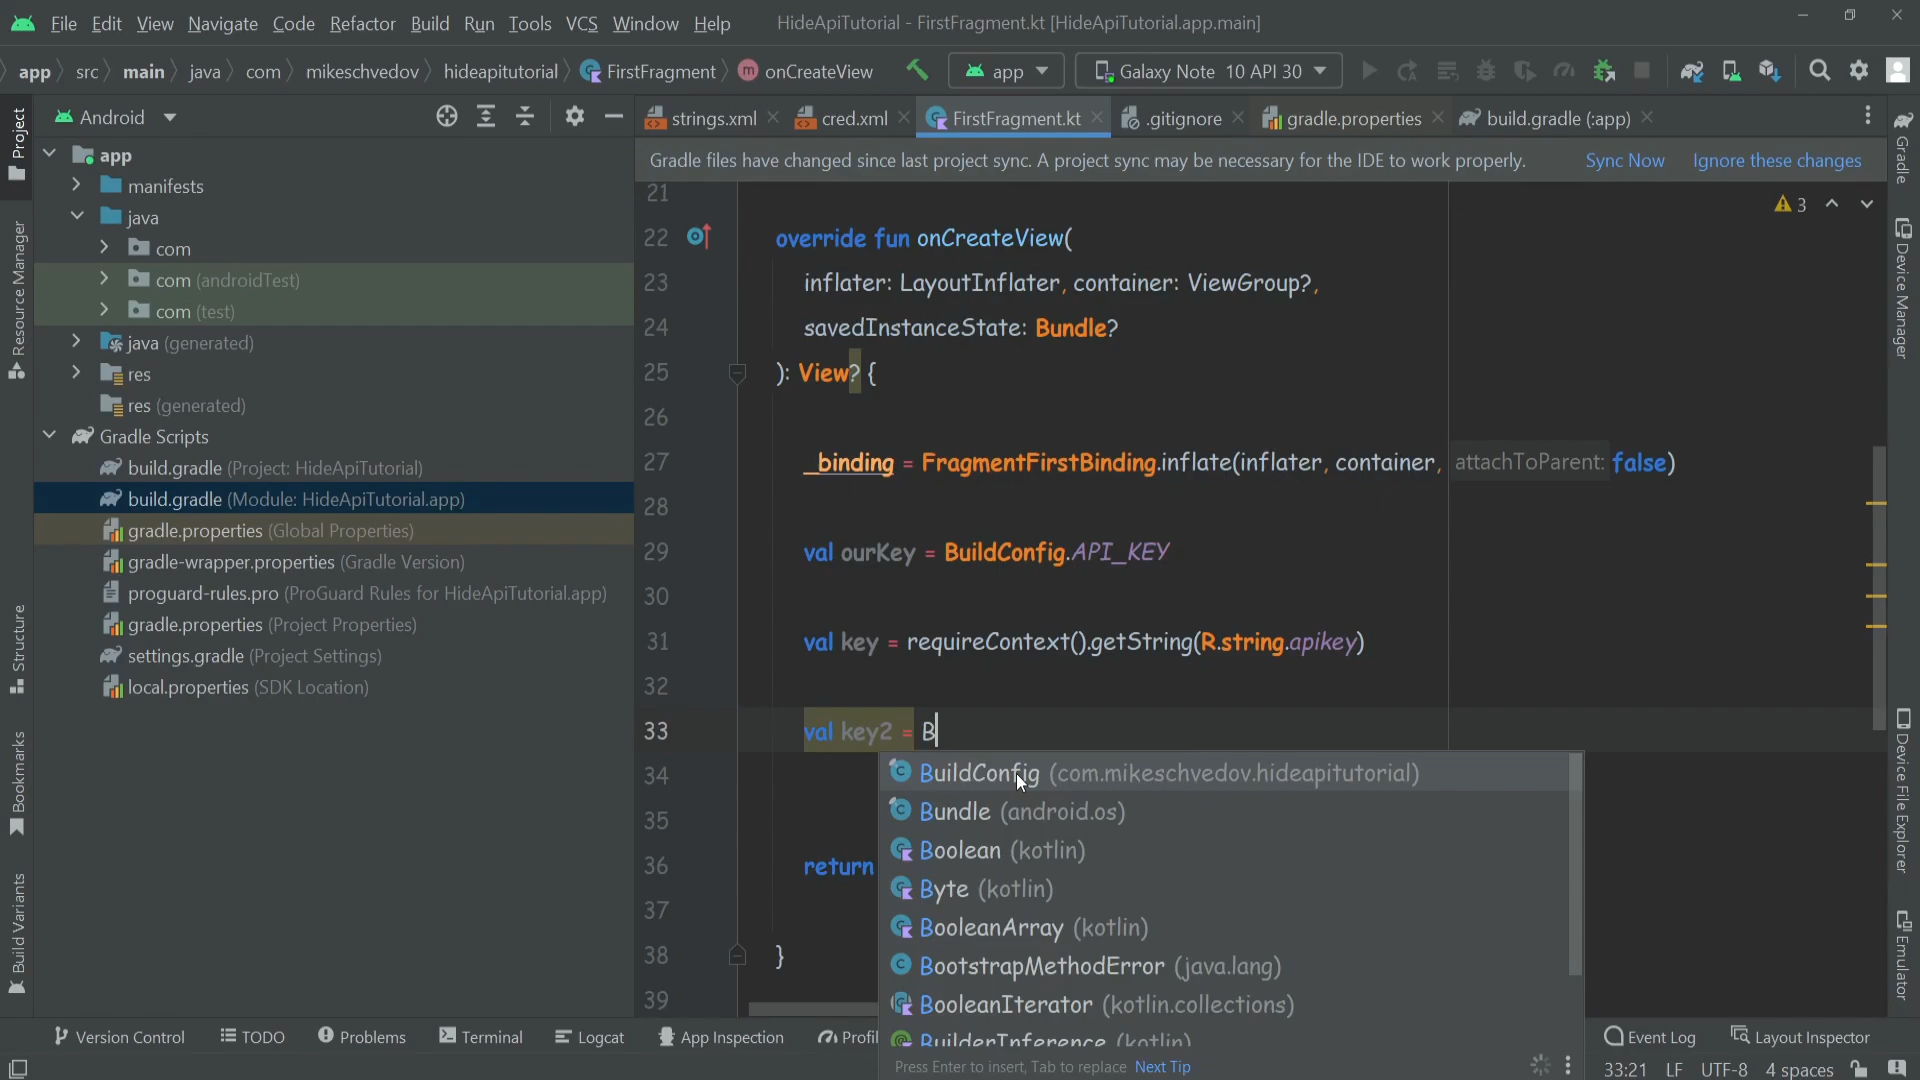 File Edit View Navigate Code Refactor Build Run Tools VCS Window Help HideApiTutorial - FirstFragment.kt [HideApiTutorial.app.main]
app src main java com mikeschvedov hideapitutorial FirstFragment onCreateView app Galaxy Note 10 API 30
Project
Resource Manager
Structure
Bookmarks
Build Variants
Android
app
manifests
java
com
com (androidTest)
com (test)
java (generated)
res
res (generated)
Gradle Scripts
build.gradle (Project: HideApiTutorial)
build.gradle (Module: HideApiTutorial.app)
gradle.properties (Global Properties)
gradle-wrapper.properties (Gradle Version)
proguard-rules.pro (ProGuard Rules for HideApiTutorial.app)
gradle.properties (Project Properties)
settings.gradle (Project Settings)
local.properties (SDK Location)
strings.xml cred.xml FirstFragment.kt .gitignore gradle.properties build.gradle (:app)
Gradle files have changed since last project sync. A project sync may be necessary for the IDE to work properly. Sync Now Ignore these changes
3
21
22 override fun onCreateView(
23 inflater: LayoutInflater, container: ViewGroup?,
24 savedInstanceState: Bundle?
25 ): View? {
26
27 _binding = FragmentFirstBinding.inflate(inflater, container, attachToParent: false)
28
29 val ourKey = BuildConfig.API_KEY
30
31 val key = requireContext().getString(R.string.apikey)
32
33 val key2 = B
34
35
36 return
37
38 }
39
BuildConfig (com.mikeschvedov.hideapitutorial)
Bundle (android.os)
Boolean (kotlin)
Byte (kotlin)
BooleanArray (kotlin)
BootstrapMethodError (java.lang)
BooleanIterator (kotlin.collections)
BuilderInference (kotlin)
Press Enter to insert, Tab to replace Next Tip
Gradle
Device Manager
Device File Explorer
Emulator
Version Control TODO Problems Terminal Logcat App Inspection Profil Event Log Layout Inspector
33:21 LF UTF-8 4 spaces